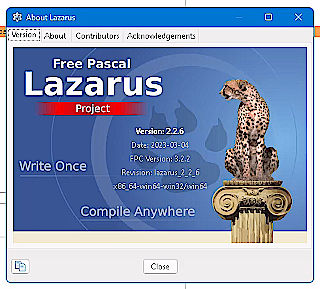 About Lazarus
Version About Contributors Acknowledgements
Free Pascal
Lazarus
Project
Version: 2.2.6
Date: 2023-03-04
FPC Version: 3.2.2
Revision: lazarus_2_2_6
x86_64-win64-win32/win64
Write Once
Compile Anywhere
Close